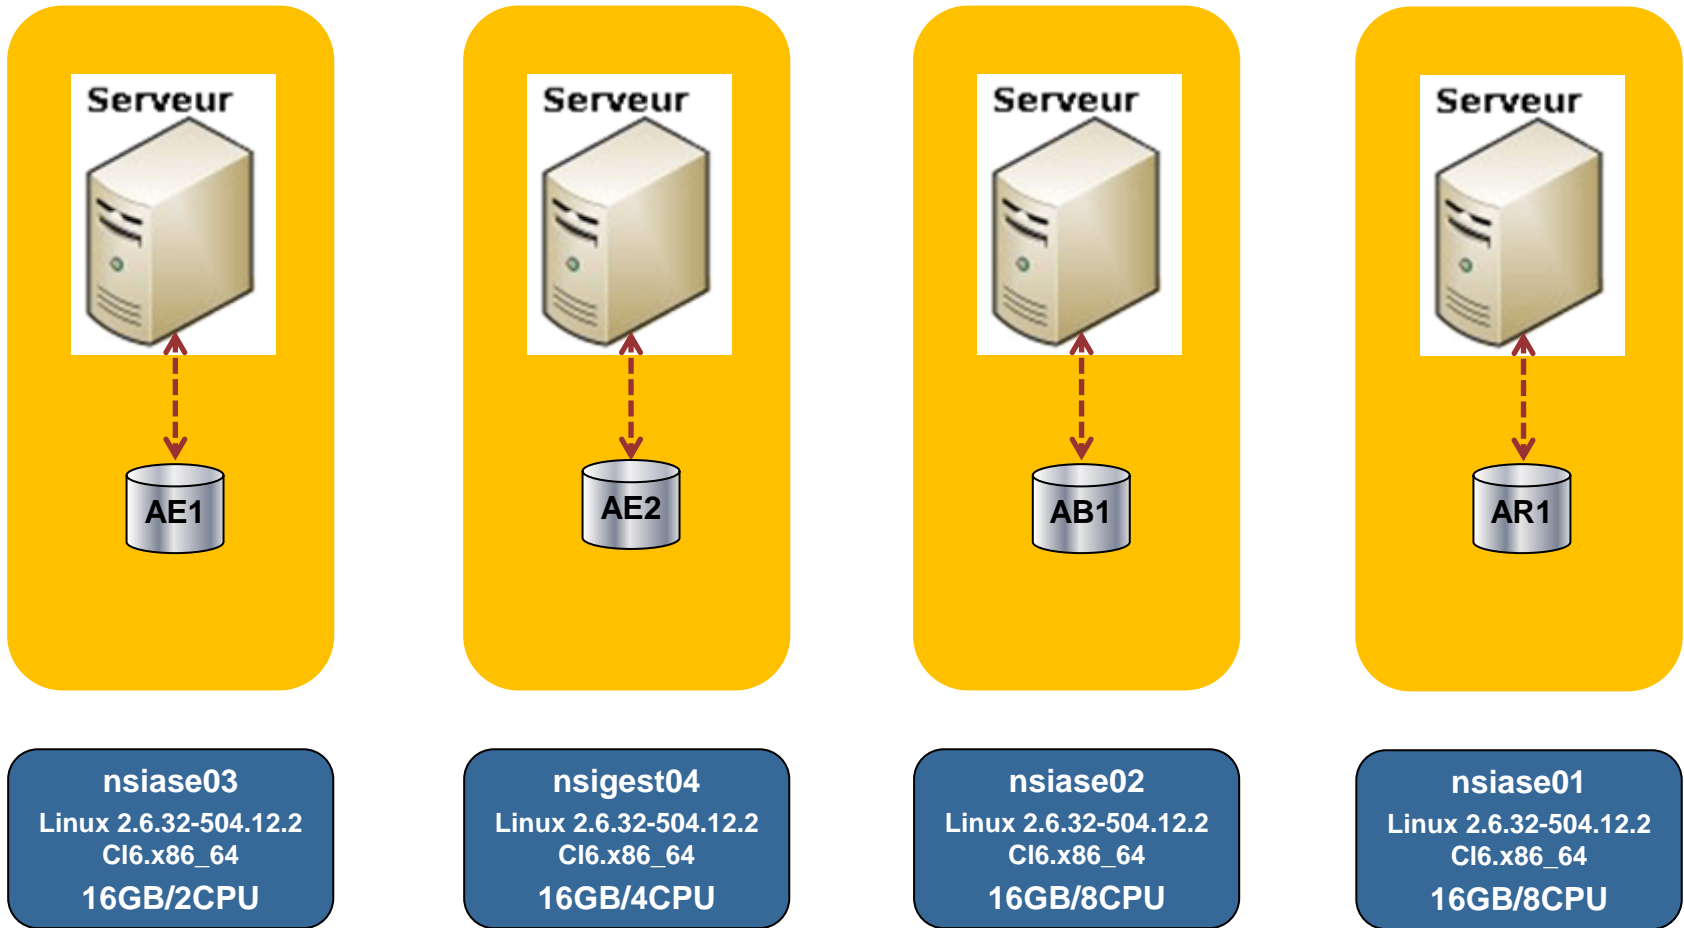 Serveur
AE1
nsiase03
Linux 2.6.32-504.12.2
Cl6.x86_64
16GB/2CPU
Serveur
AE2
nsigest04
Linux 2.6.32-504.12.2
Cl6.x86_64
16GB/4CPU
Serveur
AB1
nsiase02
Linux 2.6.32-504.12.2
Cl6.x86_64
16GB/8CPU
Serveur
AR1
nsiase01
Linux 2.6.32-504.12.2
Cl6.x86_64
16GB/8CPU